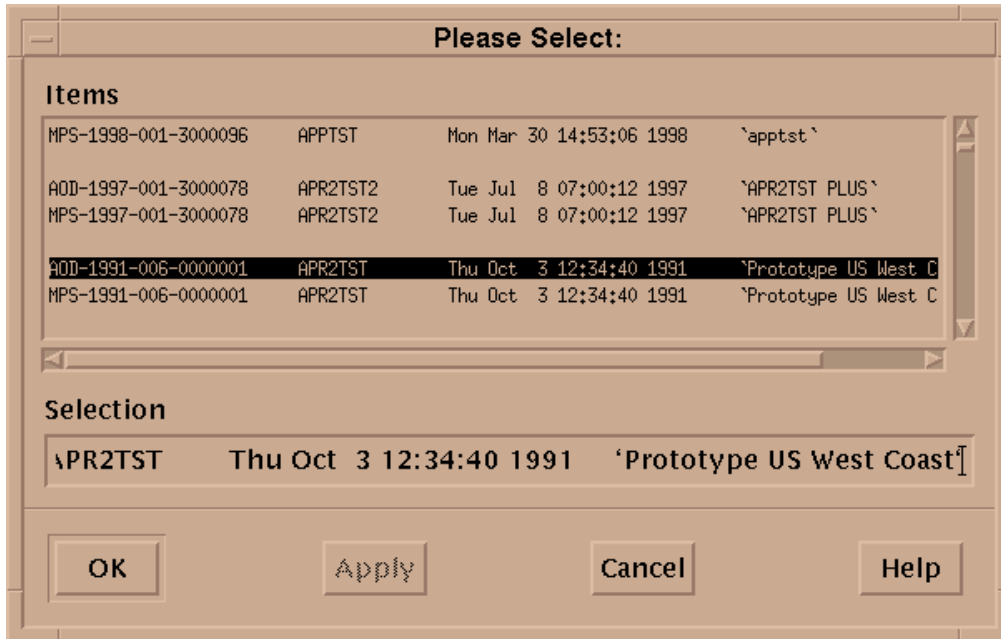 Please Select:
Items
MPS-1998-001-3000096 APPTST Mon Mar 30 14:53:06 1998 `apptst`
AOD-1997-001-3000078 APR2TST2 Tue Jul 8 07:00:12 1997 `APR2TST PLUS`
MPS-1997-001-3000078 APR2TST2 Tue Jul 8 07:00:12 1997 `APR2TST PLUS`
AOD-1991-006-0000001 APR2TST Thu Oct 3 12:34:40 1991 `Prototype US West C
MPS-1991-006-0000001 APR2TST Thu Oct 3 12:34:40 1991 `Prototype US West C
Selection
APR2TST Thu Oct 3 12:34:40 1991 ‘Prototype US West Coast‘
OK Apply Cancel Help